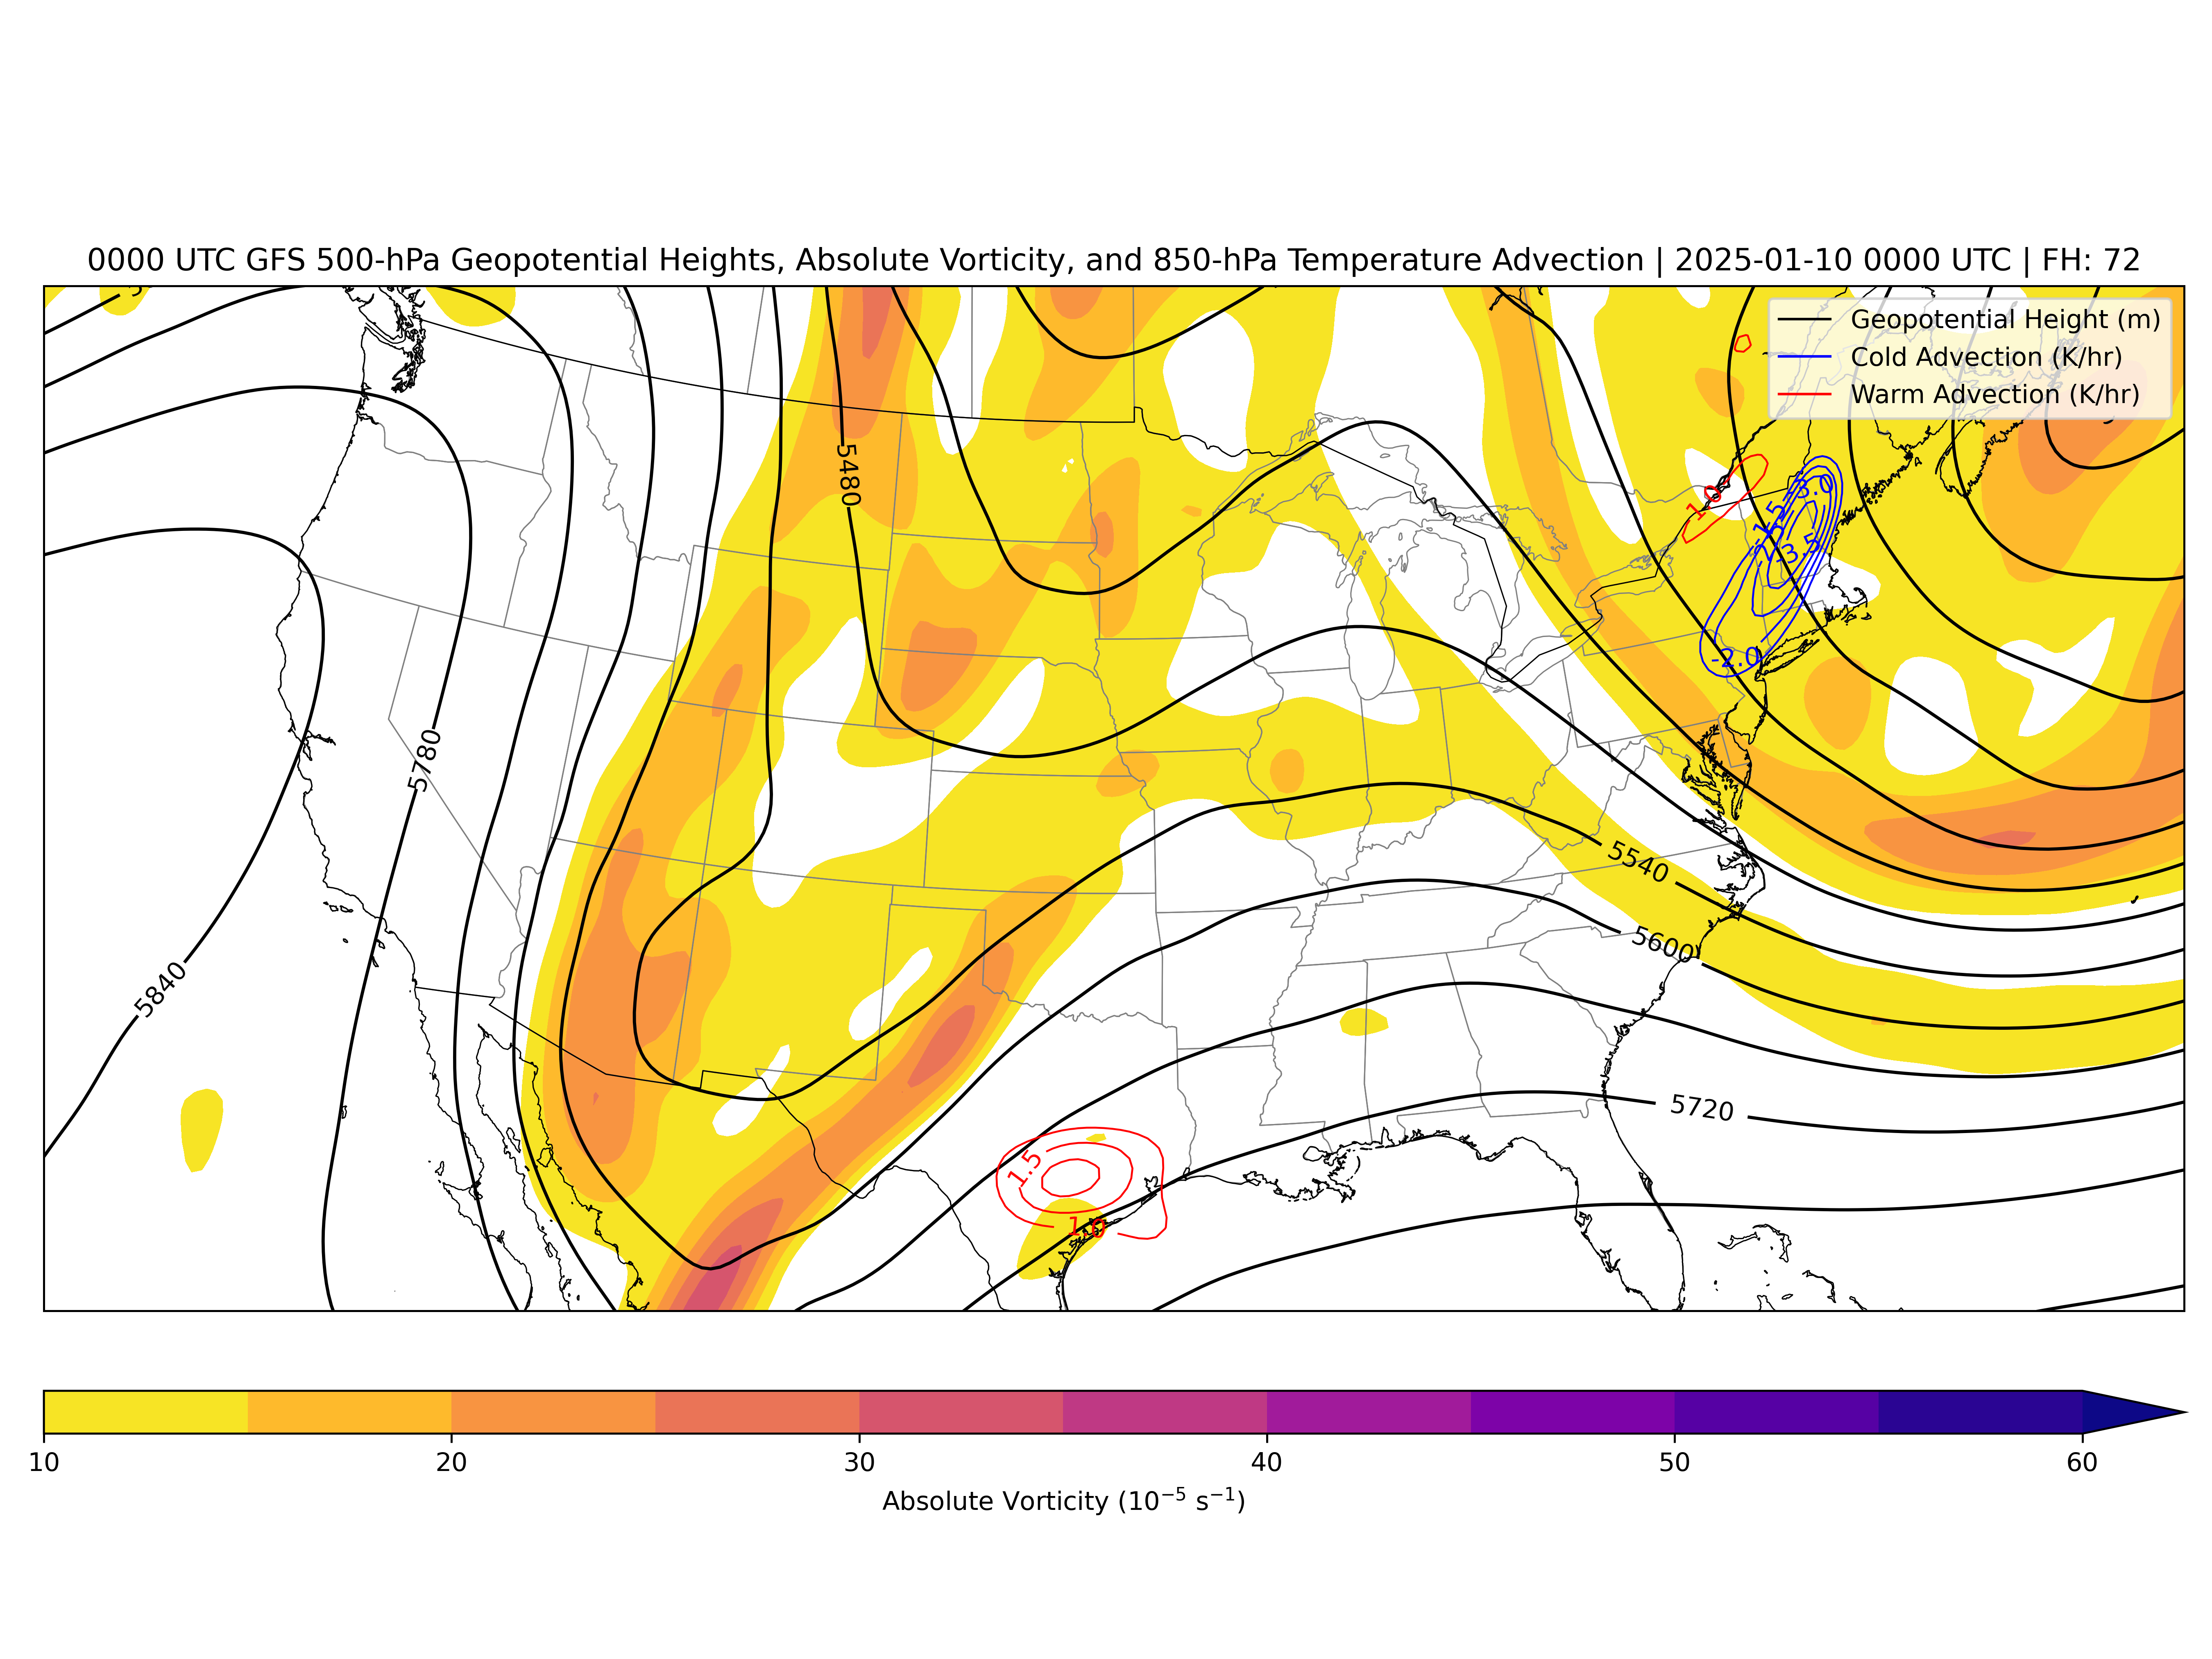 0000 UTC GFS 500-hPa Geopotential Heights, Absolute Vorticity, and 850-hPa Temperature Advection | 2025-01-10 0000 UTC | FH: 72
Geopotential Height (m)
Cold Advection (K/hr)
Warm Advection (K/hr)
5480
-3.0
-1.5
1.0
-3.5
-2.0
5780
5540
5600
5840
5720
1.5
1.0
10 20 30 40 50 60
Absolute Vorticity (10⁻⁵ s⁻¹)